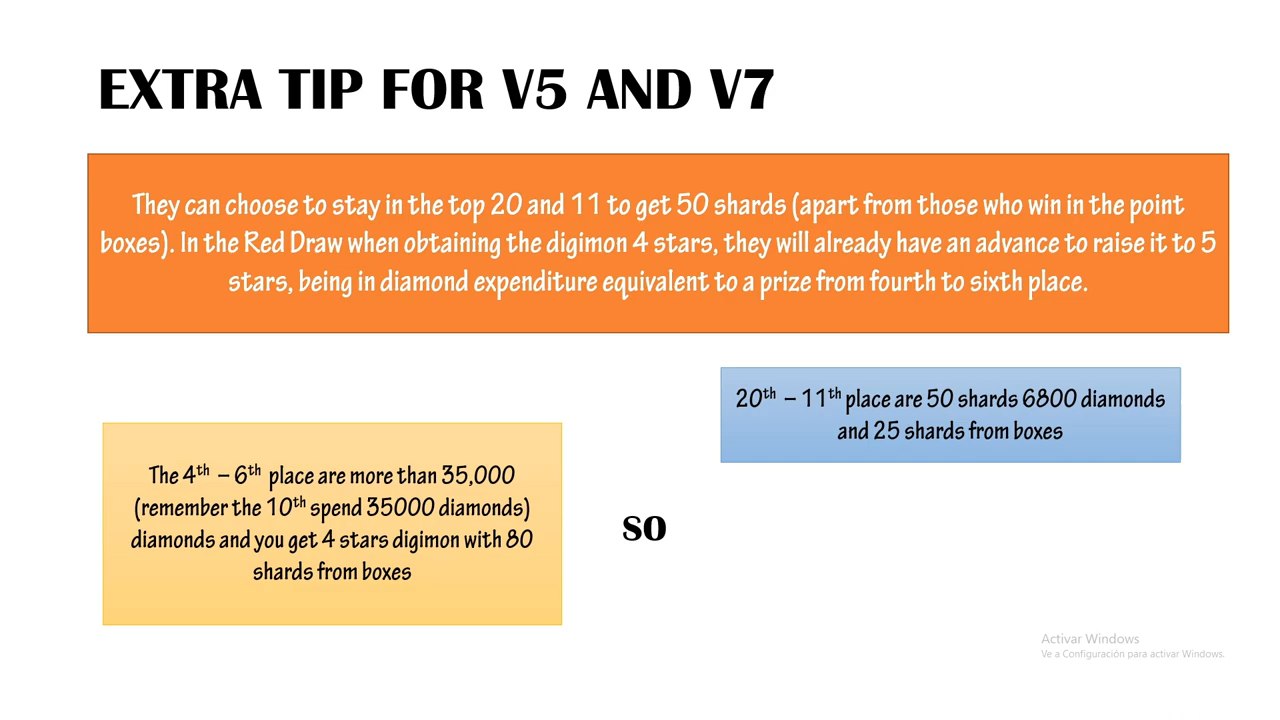 EXTRA TIP FOR V5 AND V7
They can choose to stay in the top 20 and 11 to get 50 shards (apart from those who win in the point
boxes). In the Red Draw when obtaining the digimon 4 stars, they will already have an advance to raise it to 5
stars, being in diamond expenditure equivalent to a prize from fourth to sixth place.
20th – 11th place are 50 shards 6800 diamonds
and 25 shards from boxes
The 4th – 6th place are more than 35,000
(remember the 10th spend 35000 diamonds)
diamonds and you get 4 stars digimon with 80
shards from boxes
so
Activar Windows
Ve a Configuración para activar Windows.